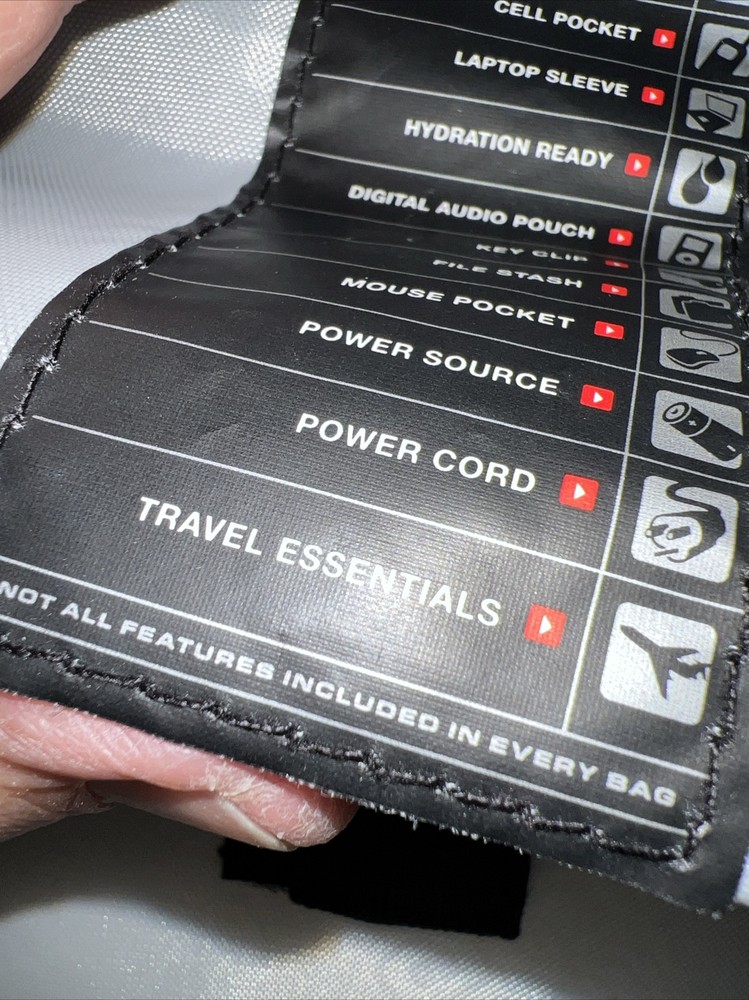 CELL POCKET
LAPTOP SLEEVE
HYDRATION READY
DIGITAL AUDIO POUCH
KEY CLIP
FILE STASH
MOUSE POCKET
POWER SOURCE
POWER CORD
TRAVEL ESSENTIALS
NOT ALL FEATURES INCLUDED IN EVERY BAG